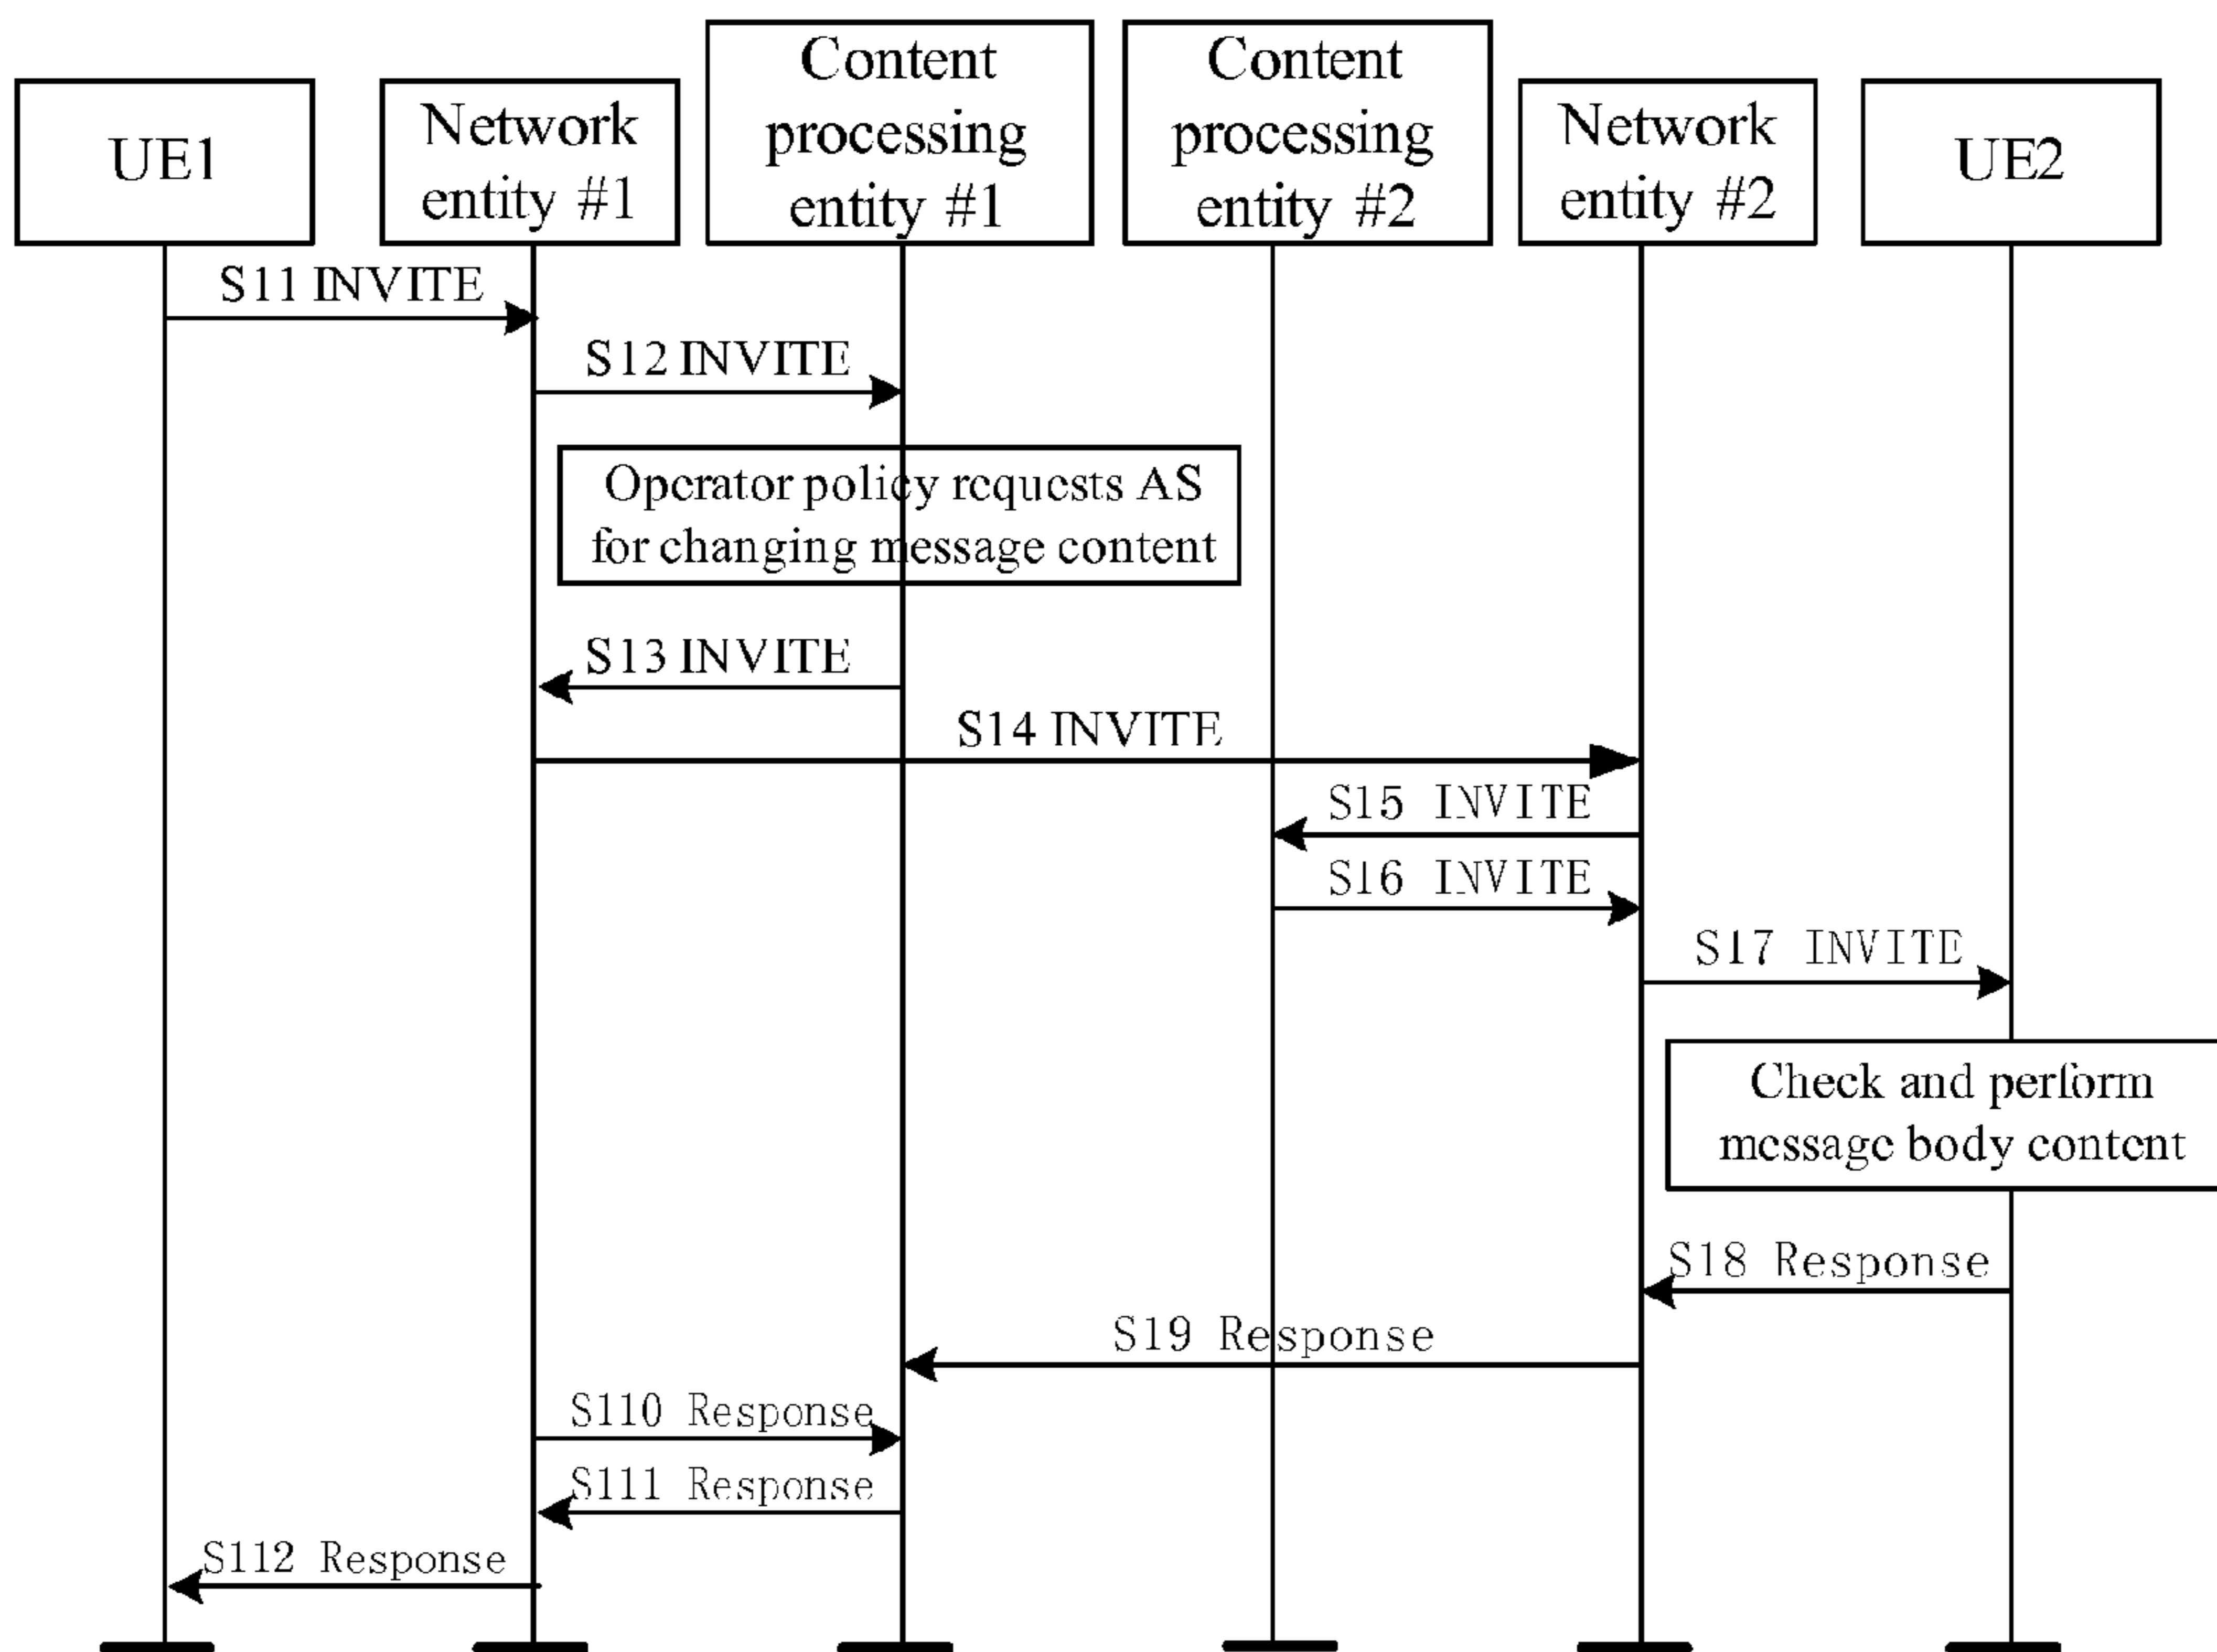 UE1
Network
entity #1
Content
processing
entity #1
Content
processing
entity #2
Network
entity #2
UE2
S11 INVITE
S12 INVITE
Operator policy requests AS
for changing message content
S13 INVITE
S14 INVITE
S15 INVITE
S16 INVITE
S17 INVITE
Check and perform
message body content
S18 Response
S19 Response
S110 Response
S111 Response
S112 Response